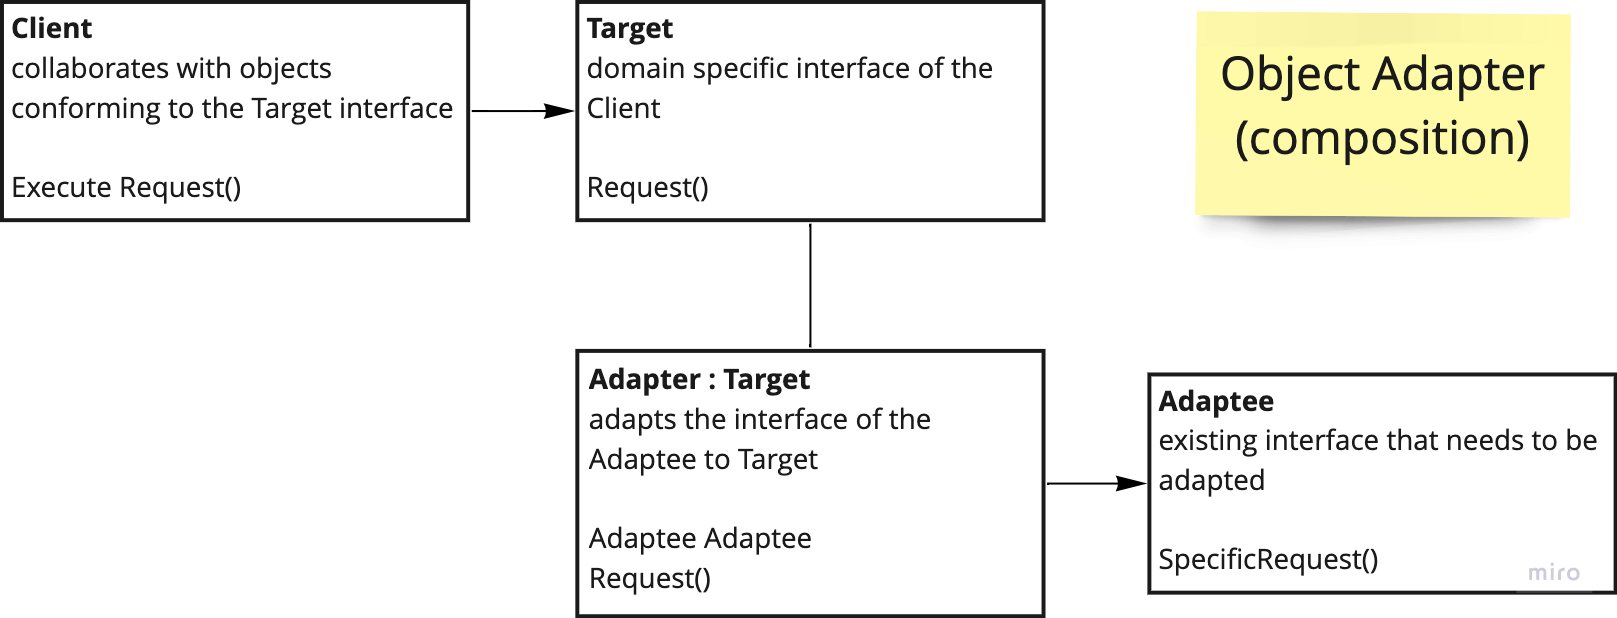 Client
collaborates with objects
conforming to the Target interface
Execute Request()
Target
domain specific interface of the
Client
Request()
Object Adapter
(composition)
Adapter : Target
adapts the interface of the
Adaptee to Target
Adaptee Adaptee
Request()
Adaptee
existing interface that needs to be
adapted
SpecificRequest()
miro